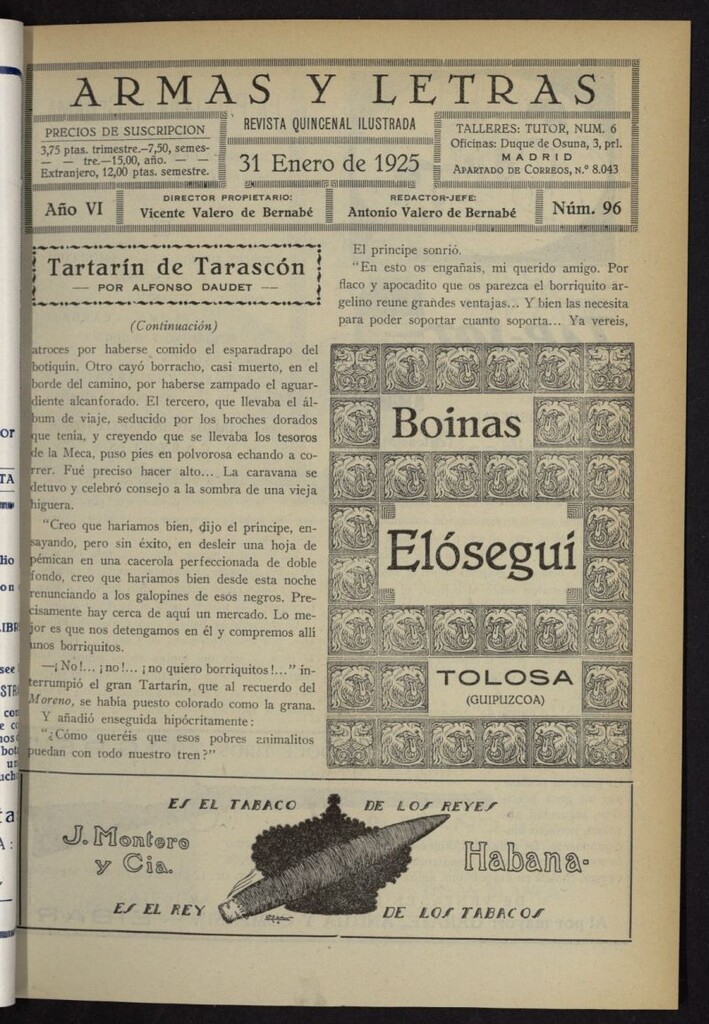 ARMAS Y LETRAS
PRECIOS DE SUSCRIPCION
3,75 ptas. trimestre.—7,50, semes-
— — tre.—15,00, año. — —
Extranjero, 12,00 ptas. semestre.
REVISTA QUINCENAL ILUSTRADA
31 Enero de 1925
TALLERES: TUTOR, NUM. 6
Oficinas: Duque de Osuna, 3, prl.
MADRID
APARTADO DE CORREOS, N.º 8.043
Año VI
DIRECTOR PROPIETARIO:
Vicente Valero de Bernabé
REDACTOR-JEFE:
Antonio Valero de Bernabé
Núm. 96
Tartarín de Tarascón
— POR ALFONSO DAUDET —
(Continuación)
atroces por haberse comido el esparadrapo del
botiquin. Otro cayó borracho, casi muerto, en el
borde del camino, por haberse zampado el aguar-
diente alcanforado. El tercero, que llevaba el ál-
bum de viaje, seducido por los broches dorados
que tenia, y creyendo que se llevaba los tesoros
de la Meca, puso pies en polvorosa echando a co-
rrer. Fué preciso hacer alto... La caravana se
detuvo y celebró consejo a la sombra de una vieja
higuera.
"Creo que hariamos bien, dijo el principe, en-
sayando, pero sin éxito, en desleir una hoja de
pémican en una cacerola perfeccionada de doble
fondo, creo que hariamos bien desde esta noche
renunciando a los galopines de esos negros. Pre-
cisamente hay cerca de aquí un mercado. Lo me-
jor es que nos detengamos en él y compremos allí
unos borriquitos.
—¡No!... ¡no!... ¡no quiero borriquitos!..." in-
terrumpió el gran Tartarín, que al recuerdo del
Moreno, se había puesto colorado como la grana.
Y añadió enseguida hipócritamente:
"¿Cómo queréis que esos pobres animalitos
puedan con todo nuestro tren?"
El principe sonrió.
"En esto os engañais, mi querido amigo. Por
flaco y apocadito que os parezca el borriquito ar-
gelino reune grandes ventajas... Y bien las necesita
para poder soportar cuanto soporta... Ya vereis,
Boinas
Elósegui
TOLOSA
(GUIPUZCOA)
ES EL TABACO DE LOS REYES
J. Montero
y Cia.
Habana-
ES EL REY DE LOS TABACOS